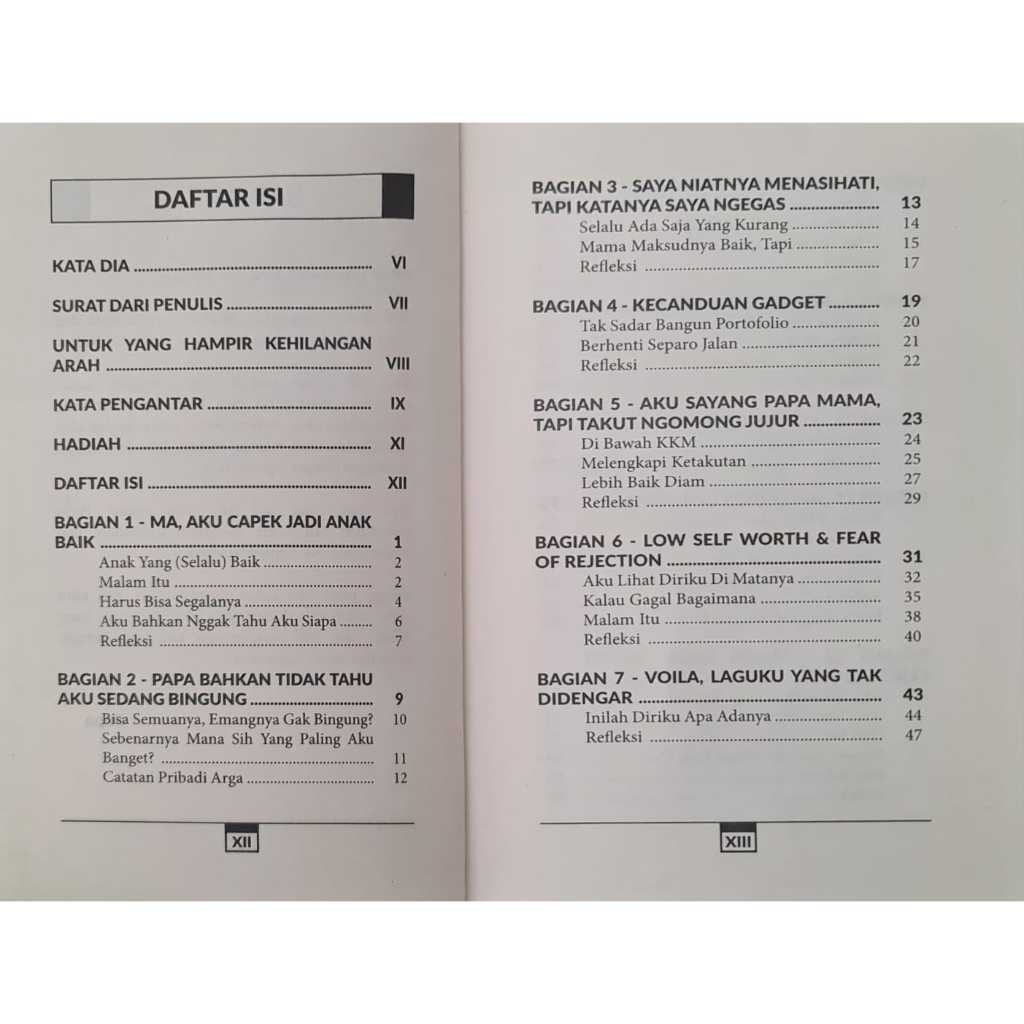 DAFTAR ISI
KATA DIA ........ VI
SURAT DARI PENULIS ........ VII
UNTUK YANG HAMPIR KEHILANGAN
ARAH ........ VIII
KATA PENGANTAR ........ IX
HADIAH ........ XI
DAFTAR ISI ........ XII
BAGIAN 1 - MA, AKU CAPEK JADI ANAK
BAIK ........ 1
Anak Yang (Selalu) Baik ........ 2
Malam Itu ........ 2
Harus Bisa Segalanya ........ 4
Aku Bahkan Nggak Tahu Aku Siapa ........ 6
Refleksi ........ 7
BAGIAN 2 - PAPA BAHKAN TIDAK TAHU
AKU SEDANG BINGUNG ........ 9
Bisa Semuanya, Emangnya Gak Bingung? 10
Sebenarnya Mana Sih Yang Paling Aku
Banget? ........ 11
Catatan Pribadi Arga ........ 12
XII
BAGIAN 3 - SAYA NIATNYA MENASIHATI,
TAPI KATANYA SAYA NGEGAS ........ 13
Selalu Ada Saja Yang Kurang ........ 14
Mama Maksudnya Baik, Tapi ........ 15
Refleksi ........ 17
BAGIAN 4 - KECANDUAN GADGET ........ 19
Tak Sadar Bangun Portofolio ........ 20
Berhenti Separo Jalan ........ 21
Refleksi ........ 22
BAGIAN 5 - AKU SAYANG PAPA MAMA,
TAPI TAKUT NGOMONG JUJUR ........ 23
Di Bawah KKM ........ 24
Melengkapi Ketakutan ........ 25
Lebih Baik Diam ........ 27
Refleksi ........ 29
BAGIAN 6 - LOW SELF WORTH & FEAR
OF REJECTION ........ 31
Aku Lihat Diriku Di Matanya ........ 32
Kalau Gagal Bagaimana ........ 35
Malam Itu ........ 38
Refleksi ........ 40
BAGIAN 7 - VOILA, LAGUKU YANG TAK
DIDENGAR ........ 43
Inilah Diriku Apa Adanya ........ 44
Refleksi ........ 47
XIII